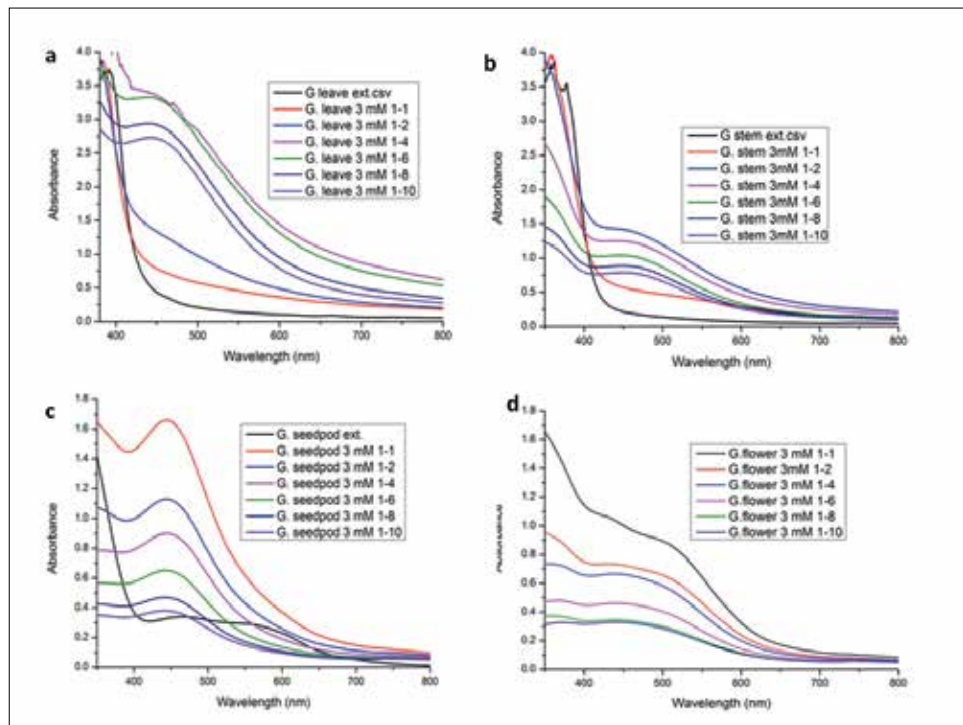 a
4.0
3.5
3.0
2.5
2.0
1.5
1.0
0.5
0.0
Absorbance
400 500 600 700 800
Wavelength (nm)
G leave ext.csv
G. leave 3 mM 1-1
G. leave 3 mM 1-2
G. leave 3 mM 1-4
G. leave 3 mM 1-6
G. leave 3 mM 1-8
G. leave 3 mM 1-10
b
4.0
3.5
3.0
2.5
2.0
1.5
1.0
0.5
0.0
Absorbance
400 500 600 700 800
Wavelength (nm)
G stem ext.csv
G. stem 3mM 1-1
G. stem 3mM 1-2
G. stem 3mM 1-4
G. stem 3mM 1-6
G. stem 3mM 1-8
G. stem 3mM 1-10
c
1.8
1.6
1.4
1.2
1.0
0.8
0.6
0.4
0.2
0.0
Absorbance
400 500 600 700 800
Wavelength (nm)
G. seedpod ext.
G. seedpod 3 mM 1-1
G. seedpod 3 mM 1-2
G. seedpod 3 mM 1-4
G. seedpod 3 mM 1-6
G. seedpod 3 mM 1-8
G. seedpod 3 mM 1-10
d
1.8
1.6
1.4
1.2
1.0
0.8
0.6
0.4
0.2
0.0
Absorbance
400 500 600 700 800
Wavelength (nm)
G.flower 3 mM 1-1
G.flower 3mM 1-2
G.flower 3 mM 1-4
G.flower 3 mM 1-6
G.flower 3 mM 1-8
G.flower 3 mM 1-10